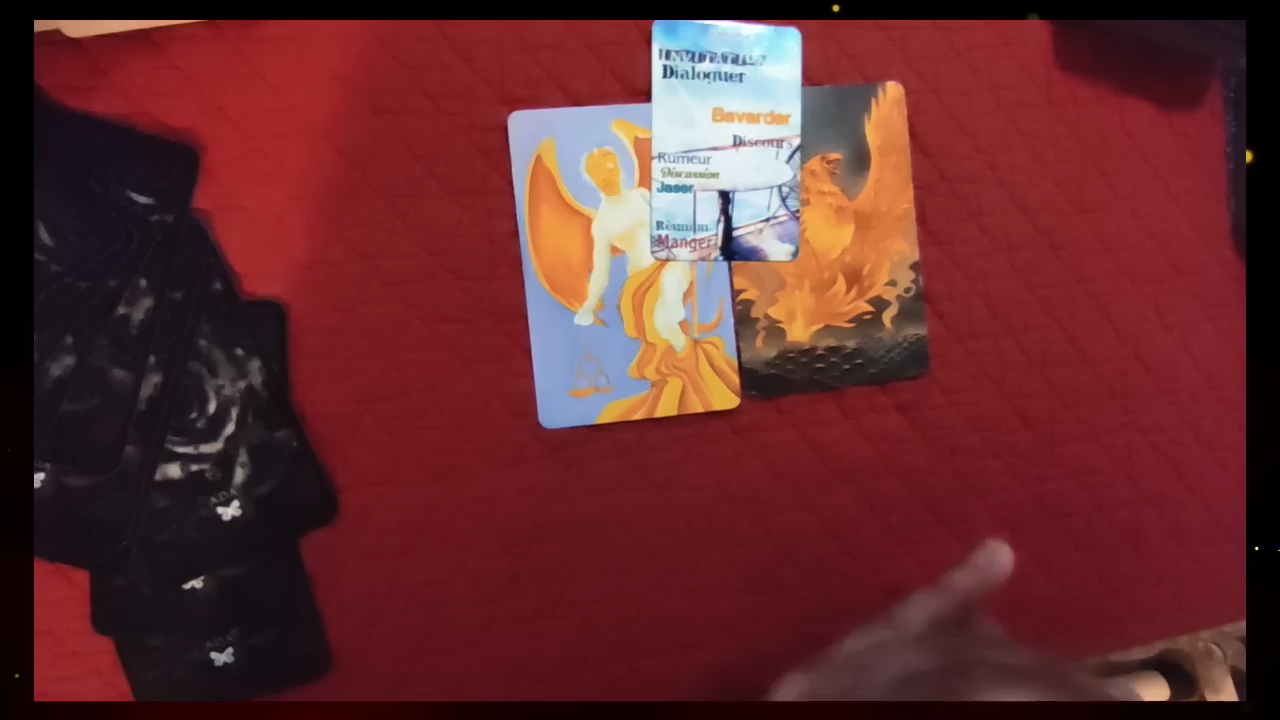 INVITATION
Dialoguer
Bavarder
Discours
Rumeur
Discussion
Jaser
Réunion
Manger
A.D.A
A.D.A